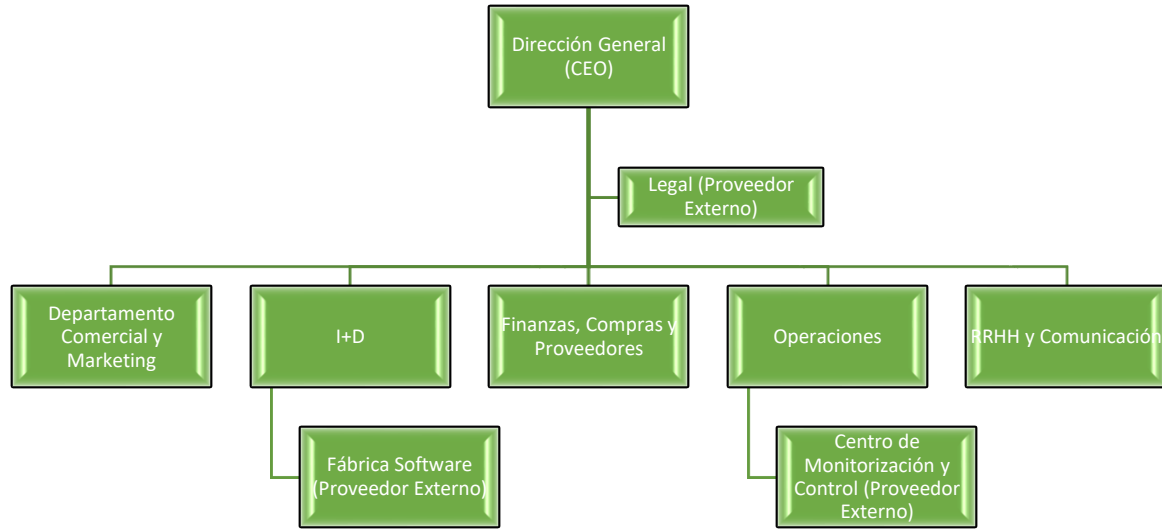 Dirección General
(CEO)
Legal (Proveedor
Externo)
Departamento
Comercial y
Marketing
I+D
Finanzas, Compras y
Proveedores
Operaciones
RRHH y Comunicación
Fábrica Software
(Proveedor Externo)
Centro de
Monitorización y
Control (Proveedor
Externo)